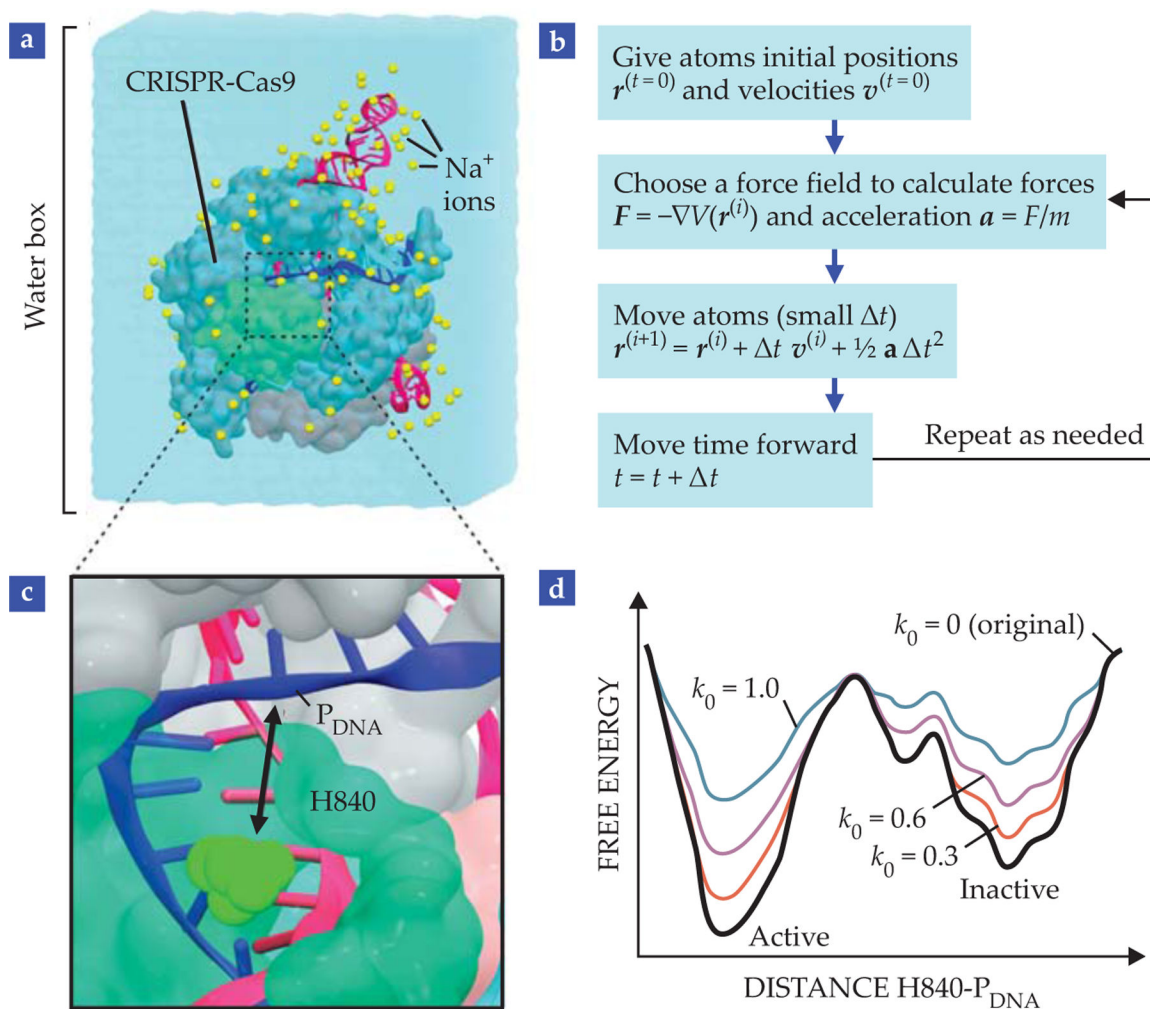 a
Water box
CRISPR-Cas9
Na⁺
ions
b
Give atoms initial positions
r⁽ᵗ ⁼ ⁰⁾ and velocities v⁽ᵗ ⁼ ⁰⁾
Choose a force field to calculate forces
F = –∇V(r⁽ⁱ⁾) and acceleration a = F/m
Move atoms (small Δt)
r⁽ⁱ⁺¹⁾ = r⁽ⁱ⁾ + Δt v⁽ⁱ⁾ + ½ a Δt²
Move time forward
t = t + Δt
Repeat as needed
c
P_DNA
H840
d
FREE ENERGY
k₀ = 0 (original)
k₀ = 1.0
k₀ = 0.6
k₀ = 0.3
Inactive
Active
DISTANCE H840-P_DNA